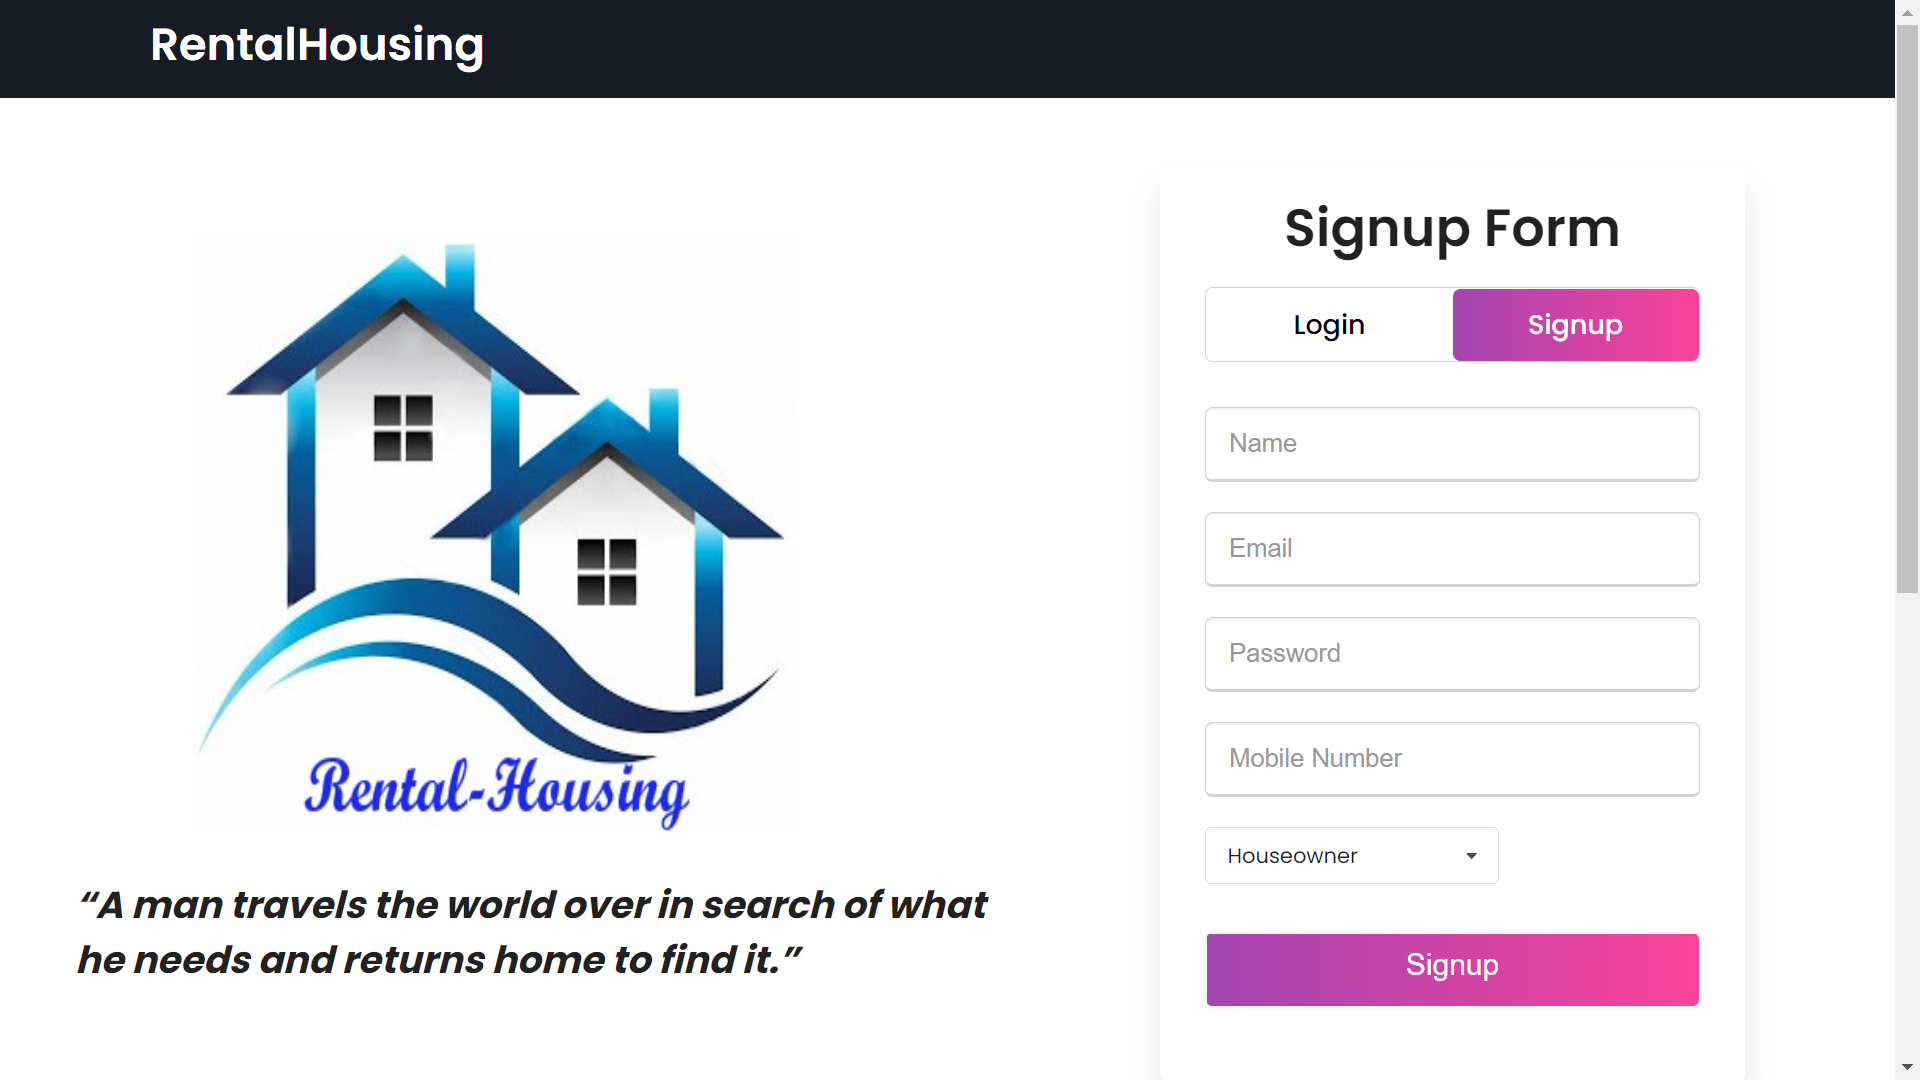 RentalHousing
Rental-Housing
“A man travels the world over in search of what
he needs and returns home to find it.”
Signup Form
Login
Signup
Name
Email
Password
Mobile Number
Houseowner
Signup